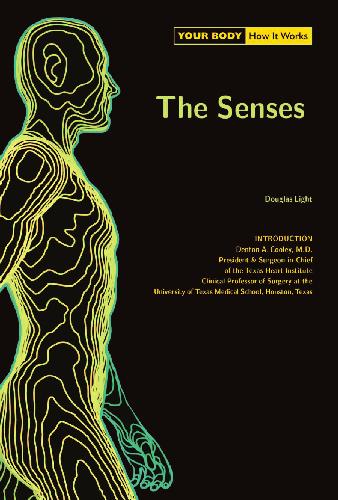 YOUR BODY How It Works
The Senses
Douglas Light
INTRODUCTION
Denton A. Cooley, M.D.
President & Surgeon-in-Chief
of the Texas Heart Institute
Clinical Professor of Surgery at the
University of Texas Medical School, Houston, Texas